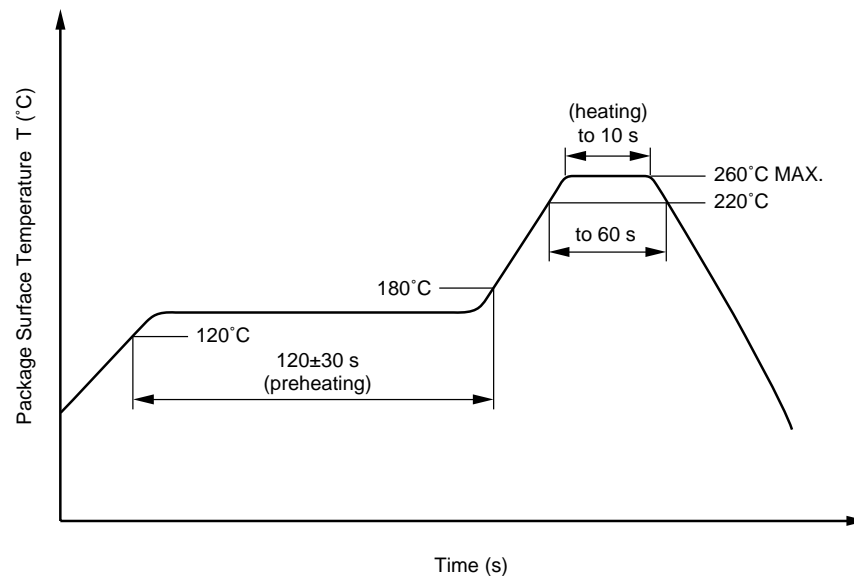 Package Surface Temperature T (˚C)
(heating)
to 10 s
260˚C MAX.
220˚C
to 60 s
180˚C
120˚C
120±30 s
(preheating)
Time (s)